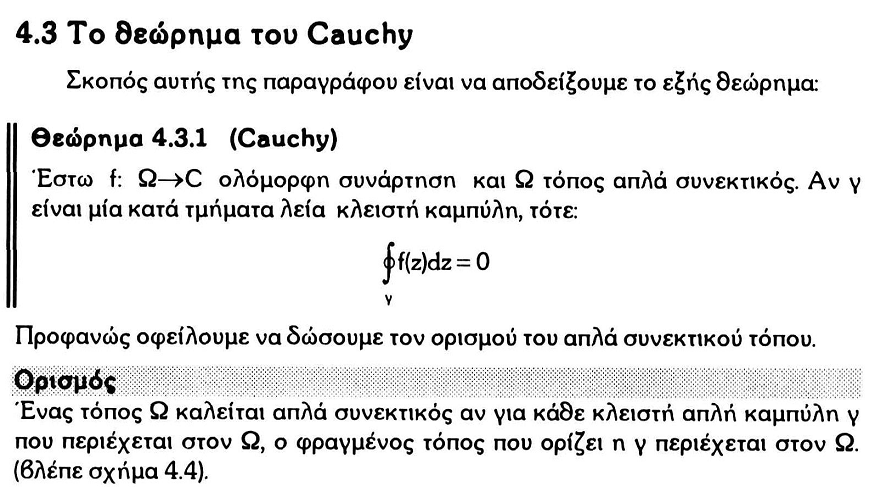 4.3 Το θεώρημα του Cauchy
Σκοπός αυτής της παραγράφου είναι να αποδείξουμε το εξής θεώρημα:
Θεώρημα 4.3.1 (Cauchy)
Έστω f: Ω→C ολόμορφη συνάρτηση και Ω τόπος απλά συνεκτικός. Αν γ
είναι μία κατά τμήματα λεία κλειστή καμπύλη, τότε:
∮f(z)dz = 0
γ
Προφανώς οφείλουμε να δώσουμε τον ορισμού του απλά συνεκτικού τόπου.
Ορισμός
Ένας τόπος Ω καλείται απλά συνεκτικός αν για κάθε κλειστή απλή καμπύλη γ
που περιέχεται στον Ω, ο φραγμένος τόπος που ορίζει η γ περιέχεται στον Ω.
(βλέπε σχήμα 4.4).